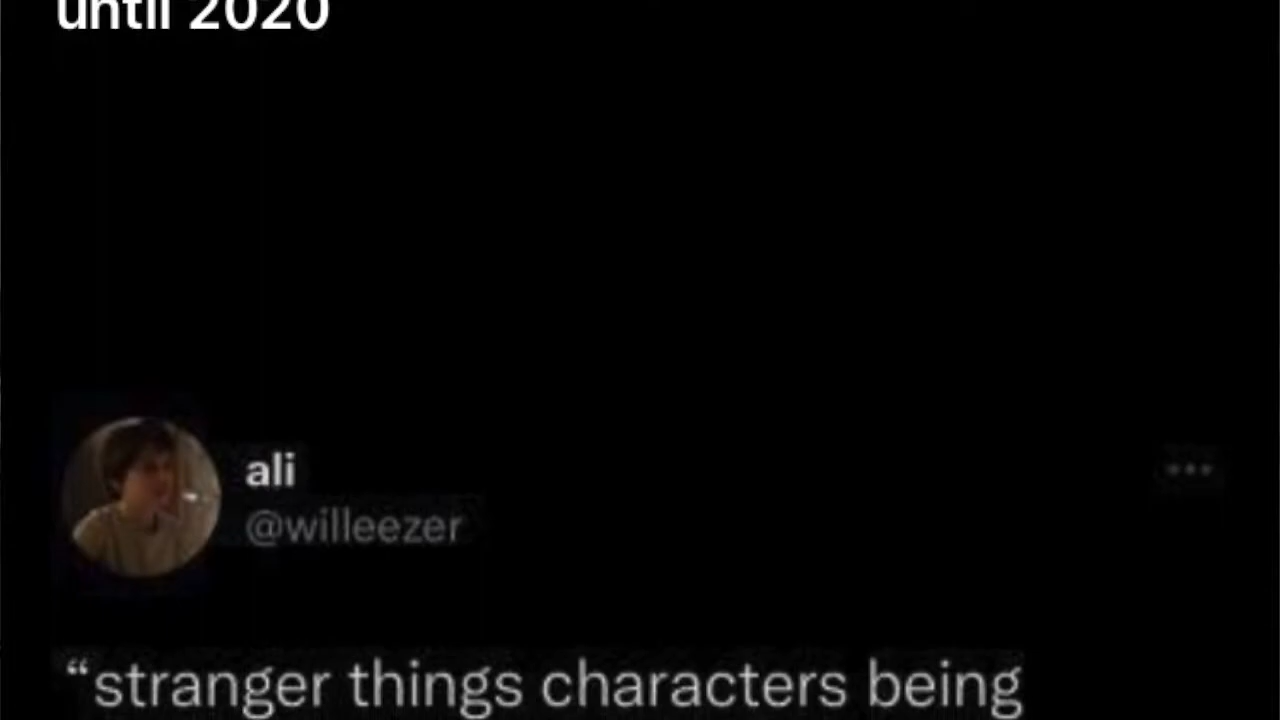 until 2020
ali
@willeezer
“stranger things characters being